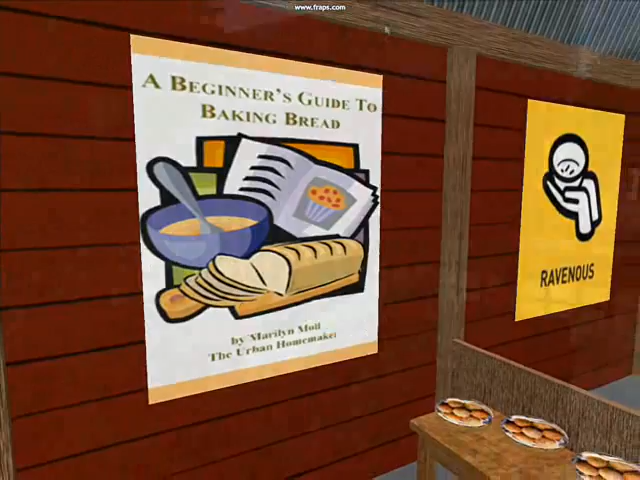 www.fraps.com
A BEGINNER'S GUIDE TO
BAKING BREAD
by Marilyn Moll
The Urban Homemaker
RAVENOUS